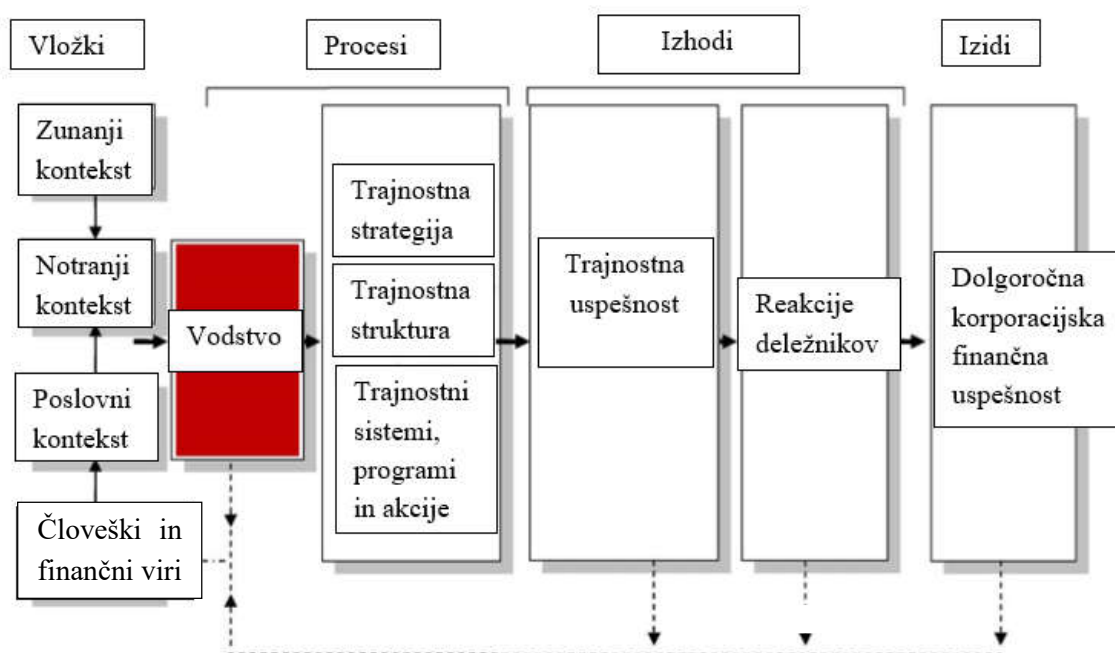 Vložki
Procesi
Izhodi
Izidi
Zunanji
kontekst
Notranji
kontekst
Poslovni
kontekst
Človeški in
finančni viri
Vodstvo
Trajnostna
strategija
Trajnostna
struktura
Trajnostni
sistemi,
programi
in akcije
Trajnostna
uspešnost
Reakcije
deležnikov
Dolgoročna
korporacijska
finančna
uspešnost